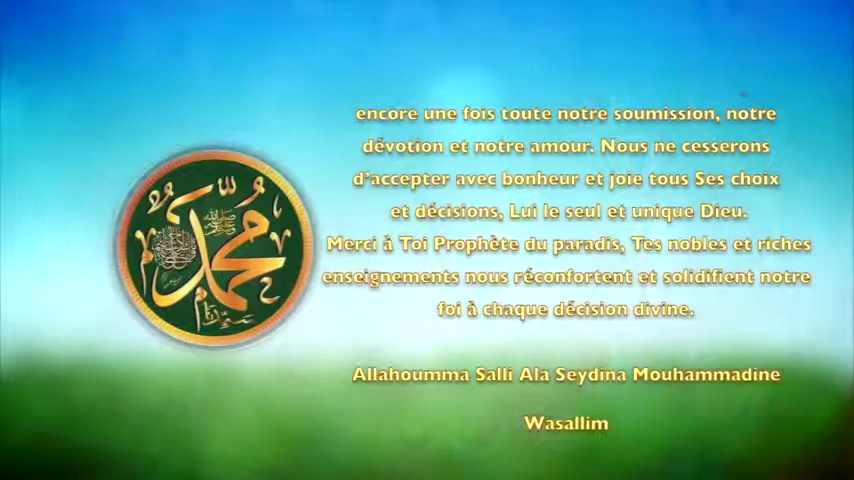 encore une fois toute notre soumission, notre
dévotion et notre amour. Nous ne cesserons
d'accepter avec bonheur et joie tous Ses choix
et décisions, Lui le seul et unique Dieu.
Merci à Toi Prophète du paradis, Tes nobles et riches
enseignements nous réconfortent et solidifient notre
foi à chaque décision divine.
Allahoumma Salli Ala Seydina Mouhammadine
Wasallim
محمد